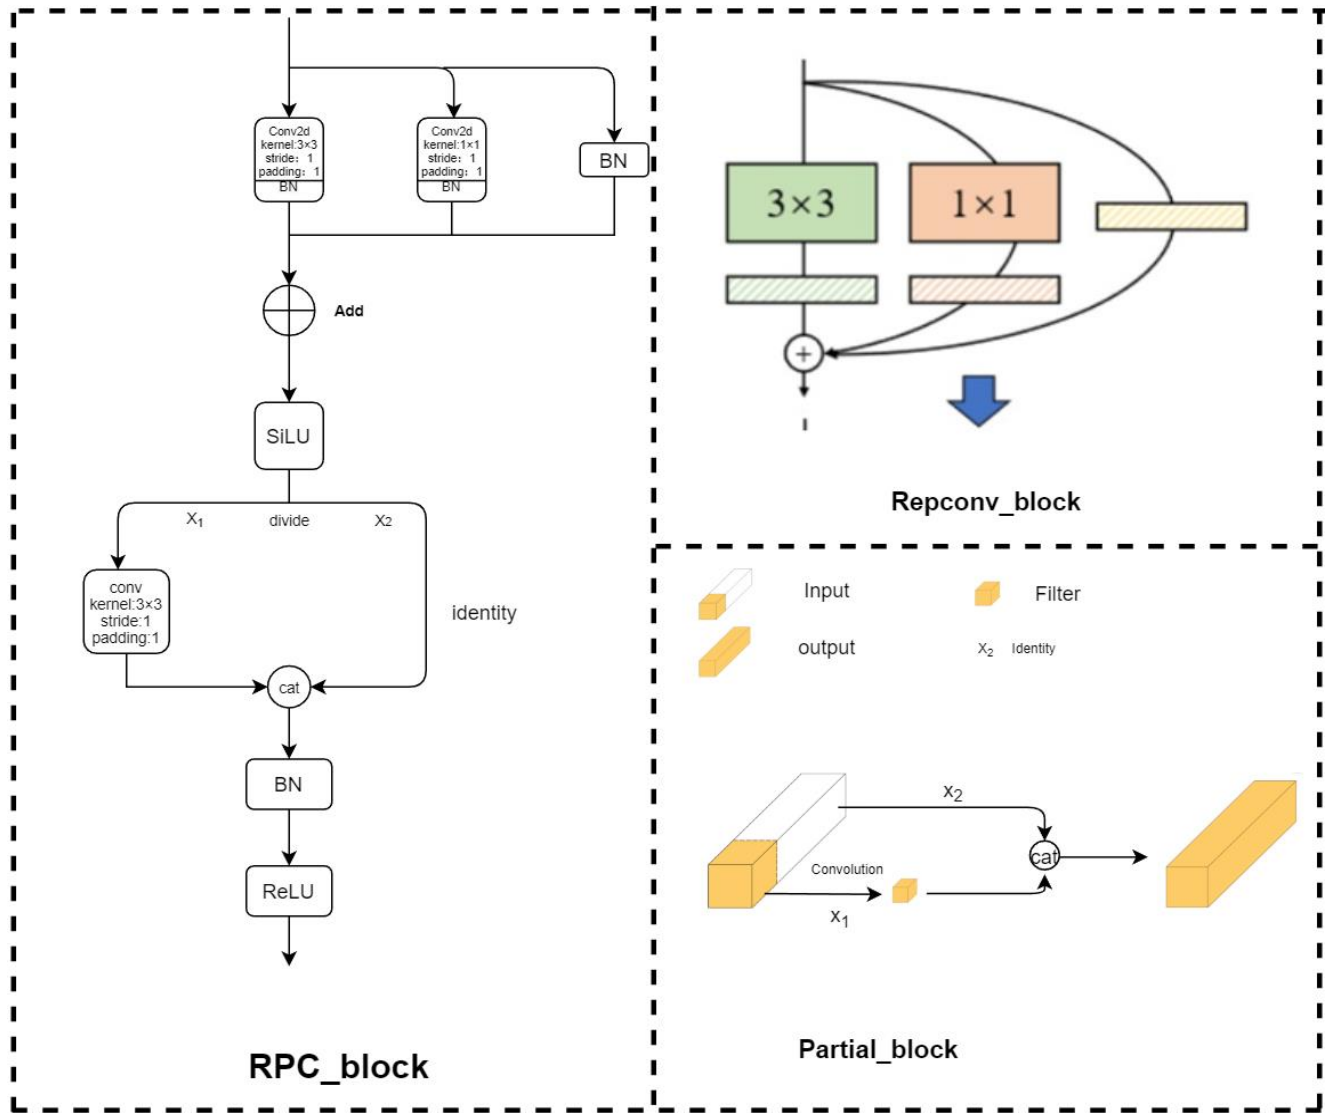 Conv2d
kernel:3×3
stride：1
padding：1
BN
Conv2d
kernel:1×1
stride：1
padding：1
BN
BN
Add
SiLU
X₁
divide
X₂
conv
kernel:3×3
stride:1
padding:1
identity
cat
BN
ReLU
RPC_block
3×3
1×1
+
Repconv_block
Input
Filter
output
X₂ Identity
X₂
Convolution
X₁
cat
Partial_block